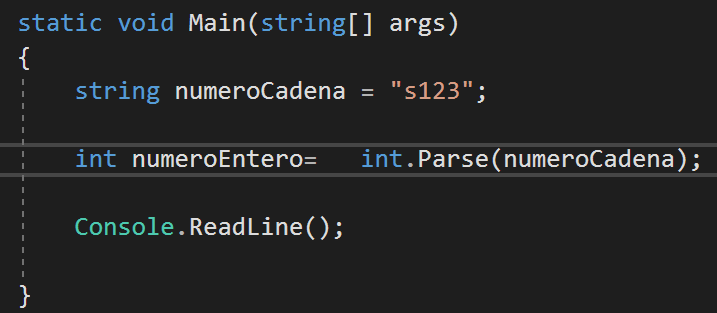 static void Main(string[] args)
{
string numeroCadena = "s123";
int numeroEntero=   int.Parse(numeroCadena);
Console.ReadLine();
}